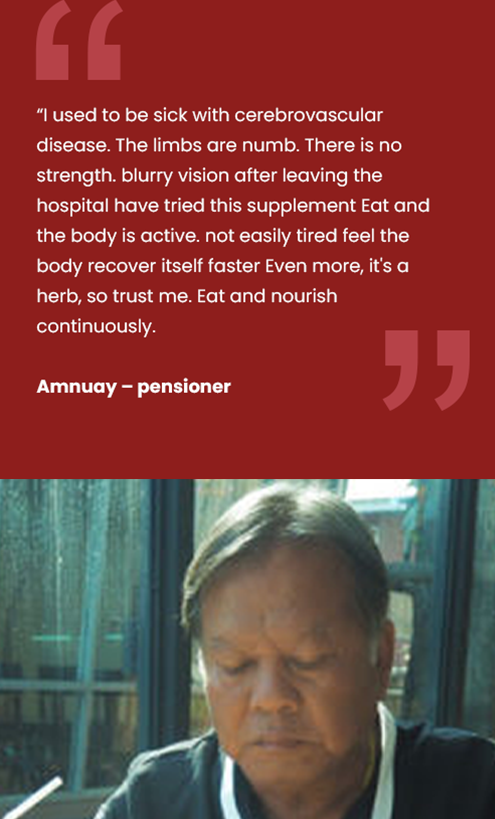 “I used to be sick with cerebrovascular
disease. The limbs are numb. There is no
strength. blurry vision after leaving the
hospital have tried this supplement Eat and
the body is active. not easily tired feel the
body recover itself faster Even more, it's a
herb, so trust me. Eat and nourish
continuously.
Amnuay – pensioner